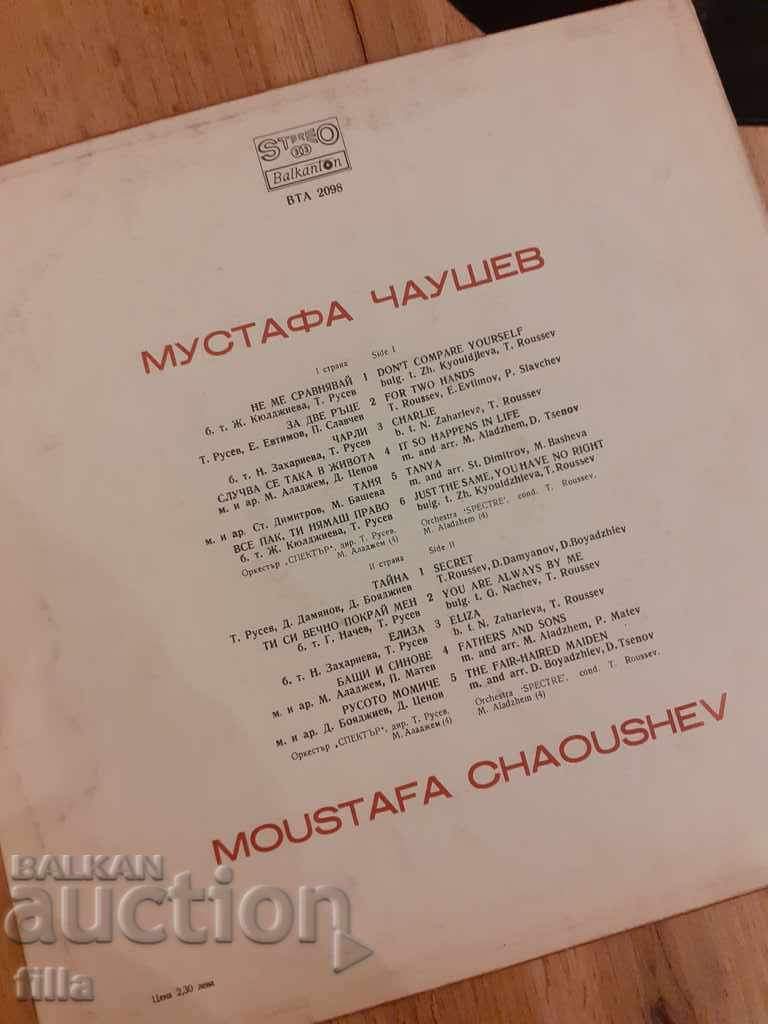 STEREO
33
Balkanton
ВТА 2098
МУСТАФА ЧАУШЕВ
I страна
НЕ МЕ СРАВНЯВАЙ
б. т. Ж. Кюлджиева, Т. Русев
ЗА ДВЕ РЪЦЕ
Т. Русев, Е. Евтимов, П. Славчев
ЧАРЛИ
б. т. Н. Захариева, Т. Русев
СЛУЧВА СЕ ТАКА В ЖИВОТА
м. и ар. М. Аладжем, Д. Ценов
ТАНЯ
м. и ар. Ст. Димитров, М. Башева
ВСЕ ПАК, ТИ НЯМАШ ПРАВО
б. т. Ж. Кюлджиева, Т. Русев
Оркестър „СПЕКТЪР“, дир. Т. Русев,
М. Аладжем (4)
Side I
1 DON'T COMPARE YOURSELF
bulg. t. Zh. Kyouldjleva, T. Roussev
2 FOR TWO HANDS
T. Roussev, E. Evtimov, P. Slavchev
3 CHARLIE
b. t. N. Zaharlev, T. Roussev
4 IT SO HAPPENS IN LIFE
m. and arr. M. Aladzhem, D. Tsenov
5 TANYA
m. and arr. St. Dimitrov, M. Basheva
6 JUST THE SAME, YOU HAVE NO RIGHT
bulg. t. Zh. Kyouldzhleva, T. Roussev
Orchestra 'SPECTRE', cond. T. Roussev,
M. Aladzhem (4)
II страна
ТАЙНА
Т. Русев, Д. Дамянов, Д. Бояджиев
ТИ СИ ВЕЧНО ПОКРАЙ МЕН
б. т. Г. Начев, Т. Русев
ЕЛИЗА
б. т. Н. Захариева, Т. Русев
БАЩИ И СИНОВЕ
м. и ар. М. Аладжем, П. Матев
РУСОТО МОМИЧЕ
м. и ар. Д. Бояджиев, Д. Ценов
Оркестър „СПЕКТЪР“, дир. Т. Русев,
М. Аладжем (4)
Side II
1 SECRET
T. Roussev, D. Damyanov, D. Boyadzhlev
2 YOU ARE ALWAYS BY ME
bulg. t. G. Nachev, T. Roussev
3 ELIZA
b. t. N. Zaharleva, T. Roussev
4 FATHERS AND SONS
m. and arr. M. Aladzhem, P. Matev
5 THE FAIR-HAIRED MAIDEN
m. and arr. D. Boyadzhlev, D. Tsenov
Orchestra 'SPECTRE', cond. T. Roussev,
M. Aladzhem (4)
MOUSTAFA CHAOUSHEV
Цена 2,30 лева
BALKAN
auction
filla